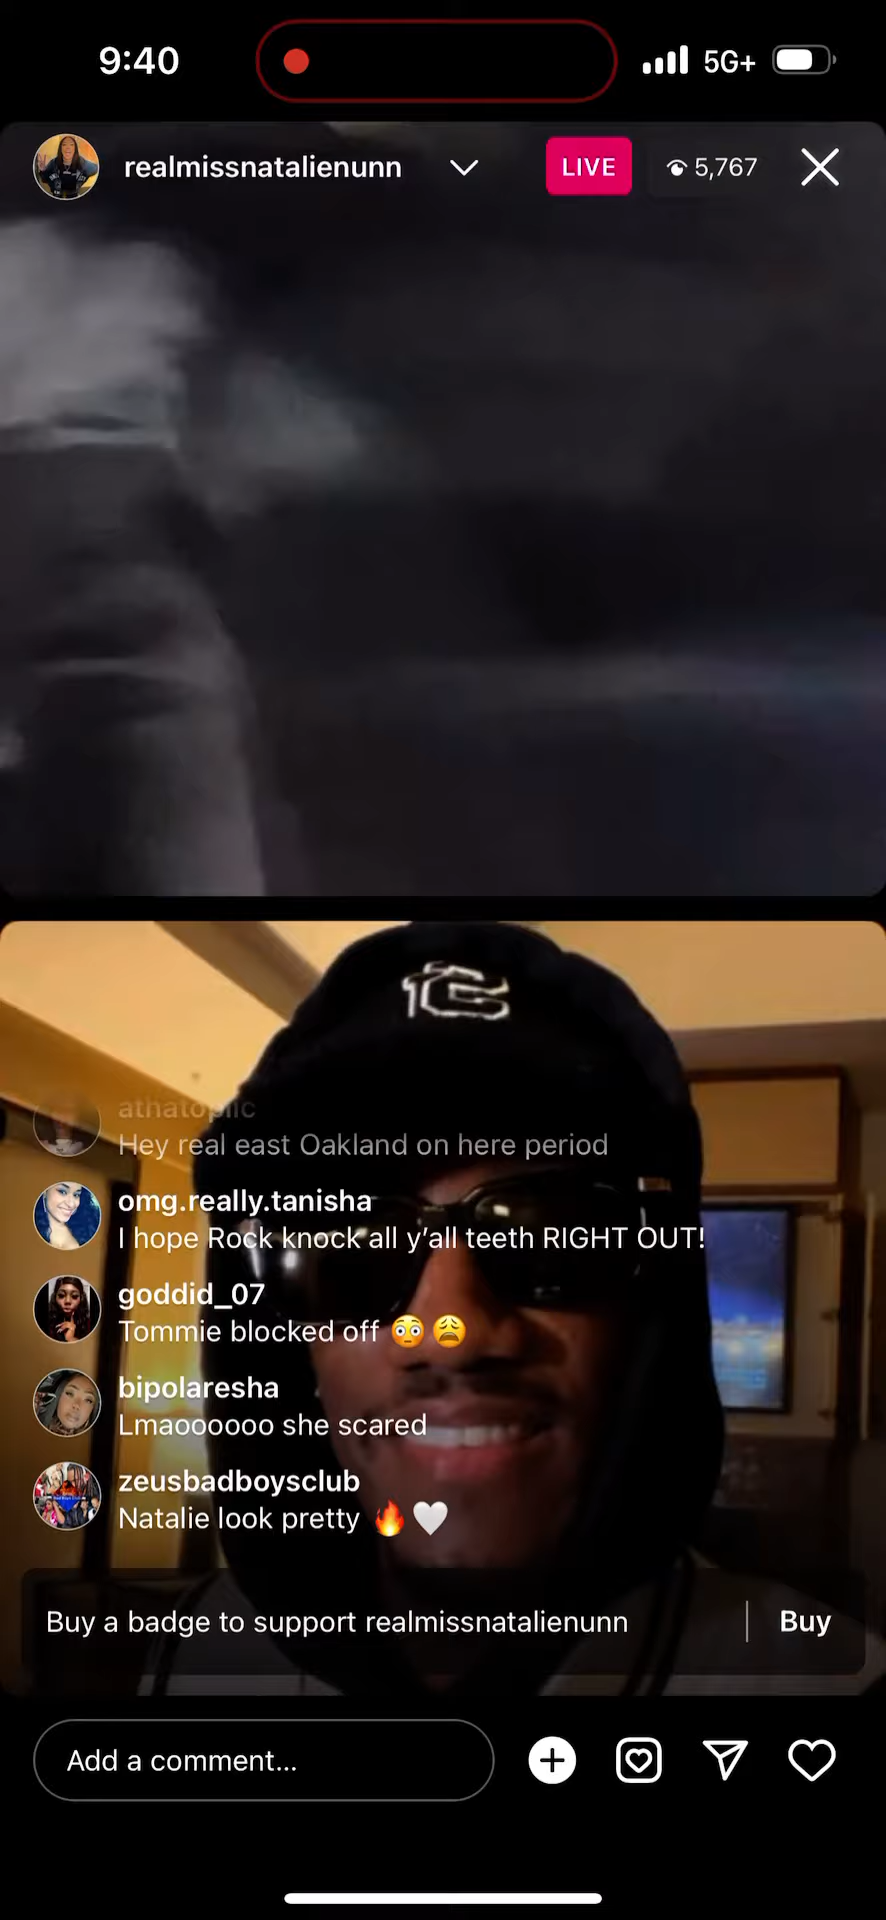 9:40
5G+
realmissnatalienunn
LIVE
5,767
athatopiic
Hey real east Oakland on here period
omg.really.tanisha
I hope Rock knock all y’all teeth RIGHT OUT!
goddid_07
Tommie blocked off 😳😩
bipolaresha
Lmaoooooo she scared
zeusbadboysclub
Natalie look pretty 🔥🤍
Buy a badge to support realmissnatalienunn
Buy
Add a comment...